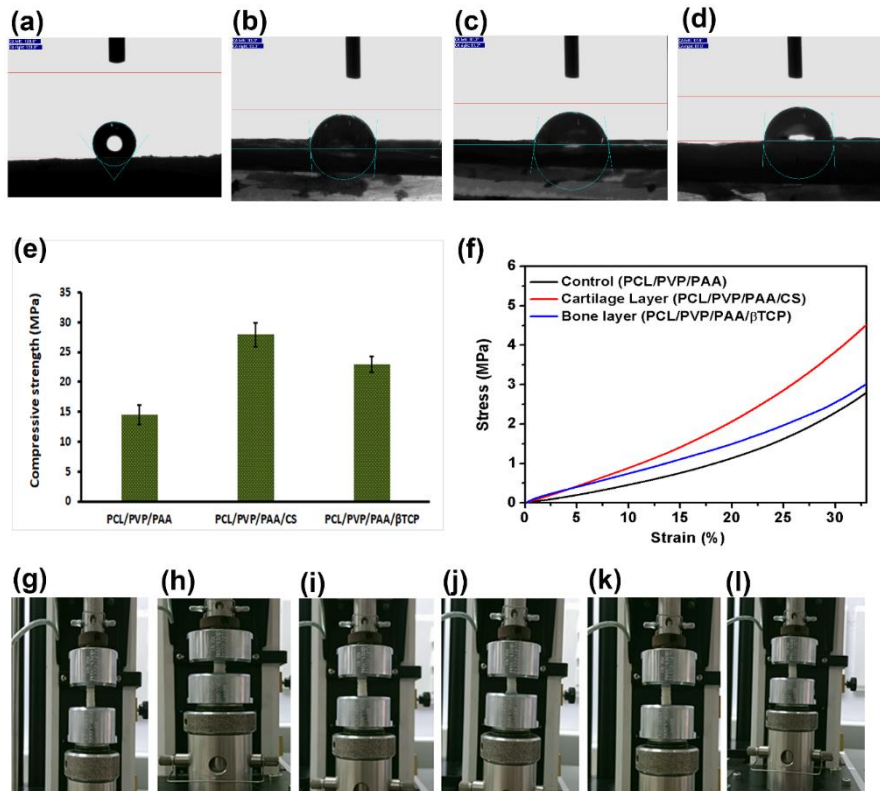 (a)
(b)
(c)
(d)
(e)
Compressive strength (MPa)
35
30
25
20
15
10
5
0
PCL/PVP/PAA
PCL/PVP/PAA/CS
PCL/PVP/PAA/βTCP
(f)
Control (PCL/PVP/PAA)
Cartilage Layer (PCL/PVP/PAA/CS)
Bone layer (PCL/PVP/PAA/βTCP)
Stress (MPa)
6
5
4
3
2
1
0
0
5
10
15
20
25
30
Strain (%)
(g)
(h)
(i)
(j)
(k)
(l)